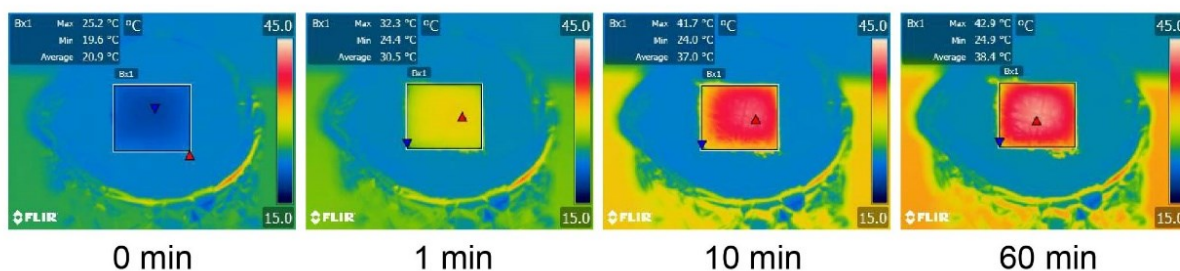 Bx1 Max 25.2 °C
Min 19.6 °C
Average 20.9 °C
°C
45.0
Bx1
FLIR
15.0
0 min
Bx1 Max 32.3 °C
Min 24.4 °C
Average 30.5 °C
°C
45.0
Bx1
FLIR
15.0
1 min
Bx1 Max 41.7 °C
Min 24.0 °C
Average 37.0 °C
°C
45.0
Bx1
FLIR
15.0
10 min
Bx1 Max 42.9 °C
Min 24.9 °C
Average 38.4 °C
°C
45.0
Bx1
FLIR
15.0
60 min